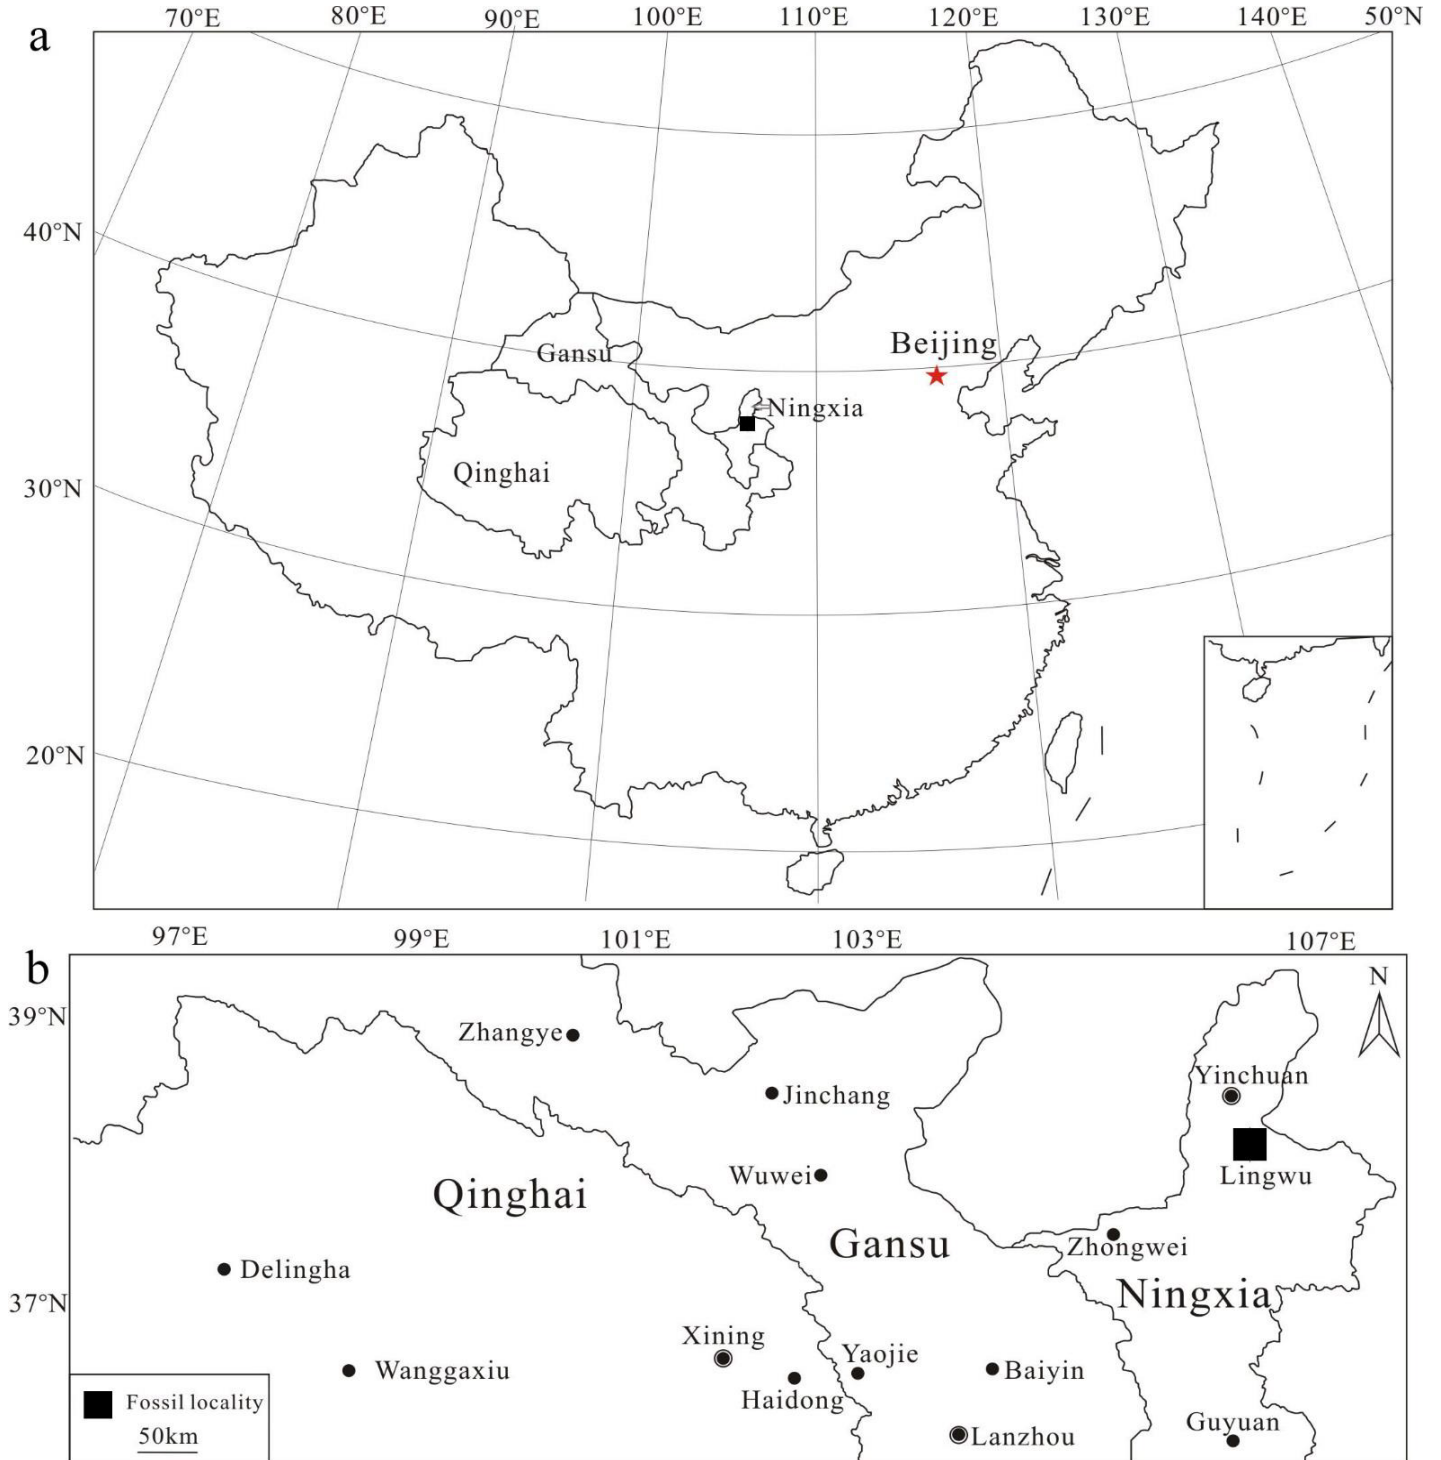 70°E 80°E 90°E 100°E 110°E 120°E 130°E 140°E 50°N
a
40°N
Beijing
Gansu
Ningxia
Qinghai
30°N
20°N
97°E 99°E 101°E 103°E 107°E
b
N
39°N
Zhangye
Yinchuan
Jinchang
Wuwei
Lingwu
Qinghai
Gansu
Zhongwei
Delingha
Ningxia
37°N
Xining
Yaojie
Wanggaxiu
Baiyin
Haidong
Fossil locality
Guyuan
50km
Lanzhou